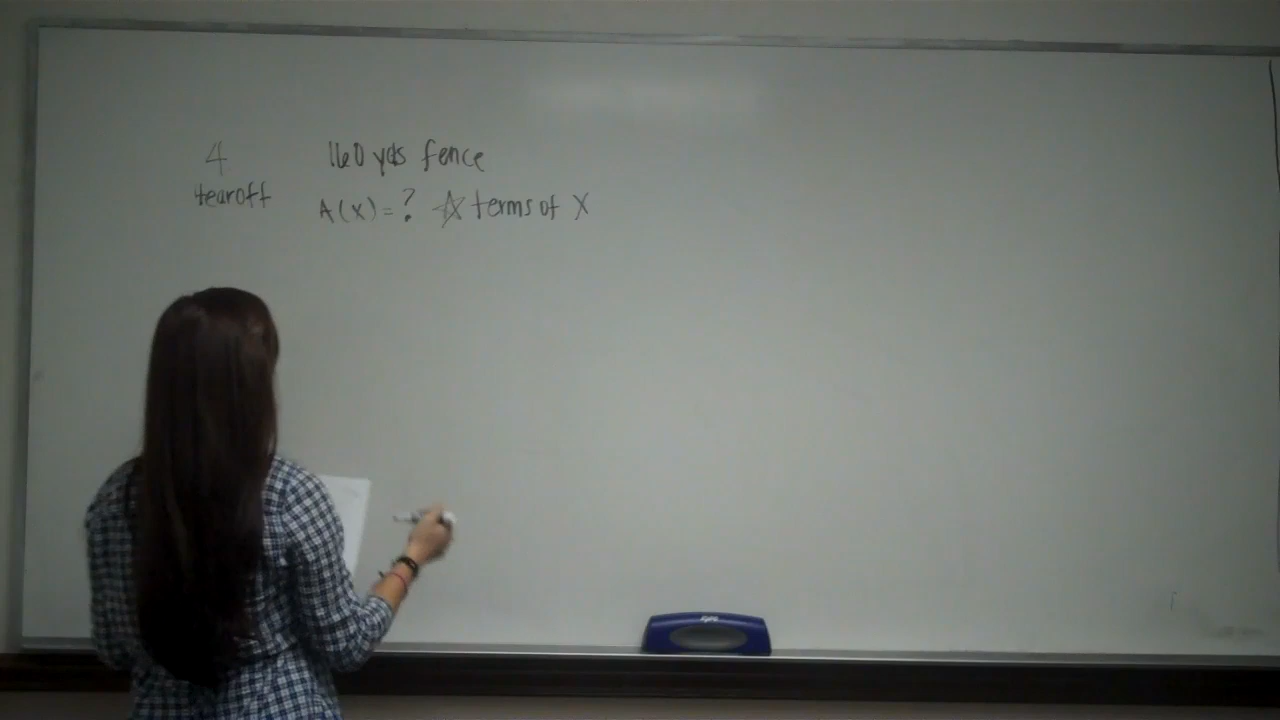 4 160 yds fence
tearoff A(x) = ? ☆ terms of x